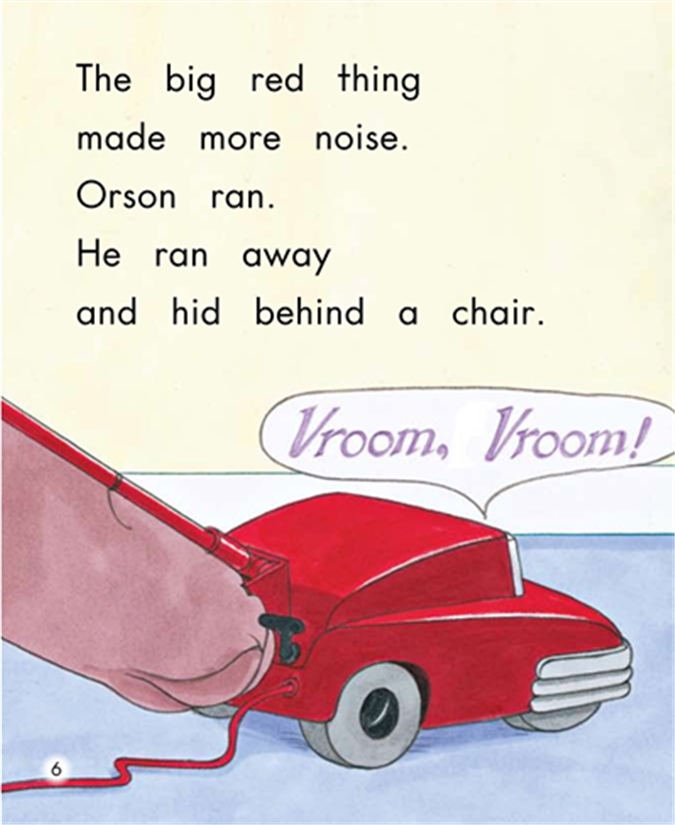 The big red thing
made more noise.
Orson ran.
He ran away
and hid behind a chair.
Vroom, Vroom!
6